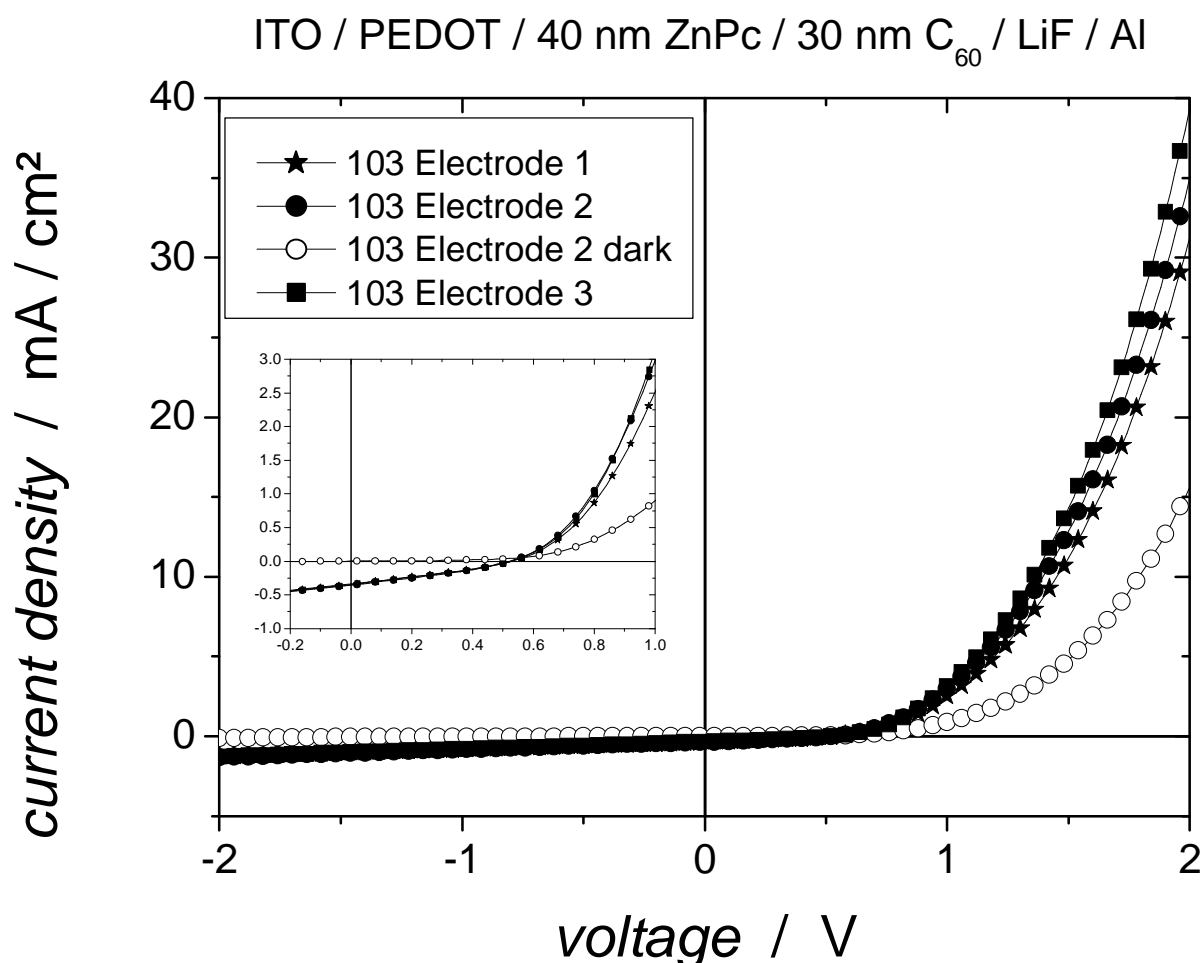 ITO / PEDOT / 40 nm ZnPc / 30 nm C60 / LiF / Al
40
30
20
10
0
current density / mA / cm²
103 Electrode 1
103 Electrode 2
103 Electrode 2 dark
103 Electrode 3
3.0
2.5
2.0
1.5
1.0
0.5
0.0
-0.5
-1.0
-0.2 0.0 0.2 0.4 0.6 0.8 1.0
-2 -1 0 1 2
voltage / V